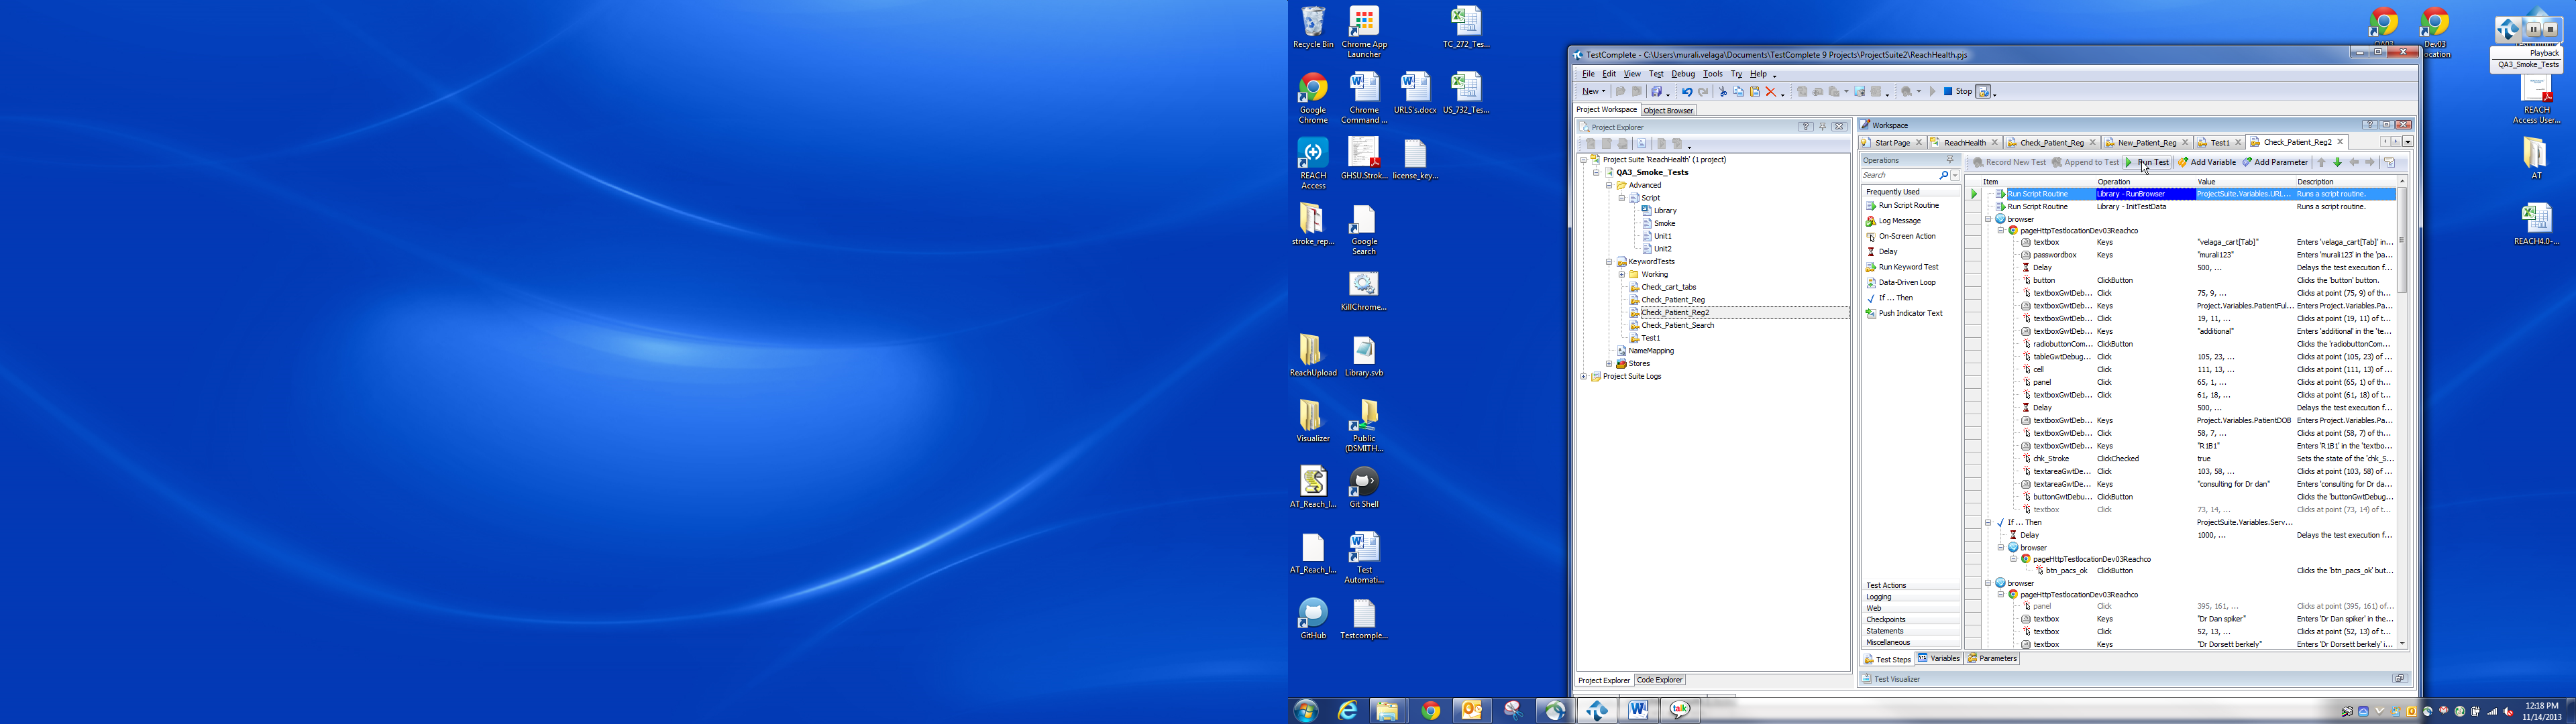 Recycle Bin
Chrome App Launcher
TC_272_Tes...
Google Chrome
Chrome Command ...
URLS's.docx
US_732_Tes...
REACH Access
GHSU.Strok...
license_key...
stroke_rep...
Google Search
KillChrome...
ReachUpload
Library.svb
Visualizer
Public (DSMITH...
AT_Reach_I...
Git Shell
AT_Reach_I...
Test Automati...
GitHub
Testcomple...
TestComplete - C:\Users\murali.velaga\Documents\TestComplete 9 Projects\ProjectSuite2\ReachHealth.pjs
File Edit View Test Debug Tools Try Help
New Stop
Project Workspace Object Browser
Project Explorer
Project Suite 'ReachHealth' (1 project)
QA3_Smoke_Tests
Advanced
Script
Library
Smoke
Unit1
Unit2
KeywordTests
Working
Check_cart_tabs
Check_Patient_Reg
Check_Patient_Reg2
Check_Patient_Search
Test1
NameMapping
Stores
Project Suite Logs
Project Explorer Code Explorer
Workspace
Start Page ReachHealth Check_Patient_Reg New_Patient_Reg Test1 Check_Patient_Reg2
Operations
Search
Frequently Used
Run Script Routine
Log Message
On-Screen Action
Delay
Run Keyword Test
Data-Driven Loop
If ... Then
Push Indicator Text
Test Actions
Logging
Web
Checkpoints
Statements
Miscellaneous
Record New Test Append to Test Run Test Add Variable Add Parameter
Item Operation Value Description
Run Script Routine Library - RunBrowser ProjectSuite.Variables.URL... Runs a script routine.
Run Script Routine Library - InitTestData Runs a script routine.
browser
pageHttpTestlocationDev03Reachco
textbox Keys "velaga_cart[Tab]" Enters 'velaga_cart[Tab]' in...
passwordbox Keys "murali123" Enters 'murali123' in the 'pa...
Delay 500, ... Delays the test execution f...
button ClickButton Clicks the 'button' button.
textboxGwtDeb... Click 75, 9, ... Clicks at point (75, 9) of th...
textboxGwtDeb... Keys Project.Variables.PatientFul... Enters Project.Variables.Pa...
textboxGwtDeb... Click 19, 11, ... Clicks at point (19, 11) of t...
textboxGwtDeb... Keys "additional" Enters 'additional' in the 'te...
radiobuttonCom... ClickButton Clicks the 'radiobuttonCom...
tableGwtDebug... Click 105, 23, ... Clicks at point (105, 23) of ...
cell Click 111, 13, ... Clicks at point (111, 13) of ...
panel Click 65, 1, ... Clicks at point (65, 1) of th...
textboxGwtDeb... Click 61, 18, ... Clicks at point (61, 18) of t...
Delay 500, ... Delays the test execution f...
textboxGwtDeb... Keys Project.Variables.PatientDOB Enters Project.Variables.Pa...
textboxGwtDeb... Click 58, 7, ... Clicks at point (58, 7) of th...
textboxGwtDeb... Keys "R1B1" Enters 'R1B1' in the 'textbo...
chk_Stroke ClickChecked true Sets the state of the 'chk_S...
textareaGwtDe... Click 103, 58, ... Clicks at point (103, 58) of ...
textareaGwtDe... Keys "consulting for Dr dan" Enters 'consulting for Dr da...
buttonGwtDebu... ClickButton Clicks the 'buttonGwtDebug...
textbox Click 73, 14, ... Clicks at point (73, 14) of t...
If ... Then ProjectSuite.Variables.Serv...
Delay 1000, ... Delays the test execution f...
browser
pageHttpTestlocationDev03Reachco
btn_pacs_ok ClickButton Clicks the 'btn_pacs_ok' but...
browser
pageHttpTestlocationDev03Reachco
panel Click 395, 161, ... Clicks at point (395, 161) of...
textbox Keys "Dr Dan spiker" Enters 'Dr Dan spiker' in the...
textbox Click 52, 13, ... Clicks at point (52, 13) of t...
textbox Keys "Dr Dorsett berkely" Enters 'Dr Dorsett berkely' i...
Test Steps Variables Parameters
Test Visualizer
Dev03
Playback
QA3_Smoke_Tests
REACH Access User...
AT
REACH4.0-...
talk
12:18 PM
11/14/2013